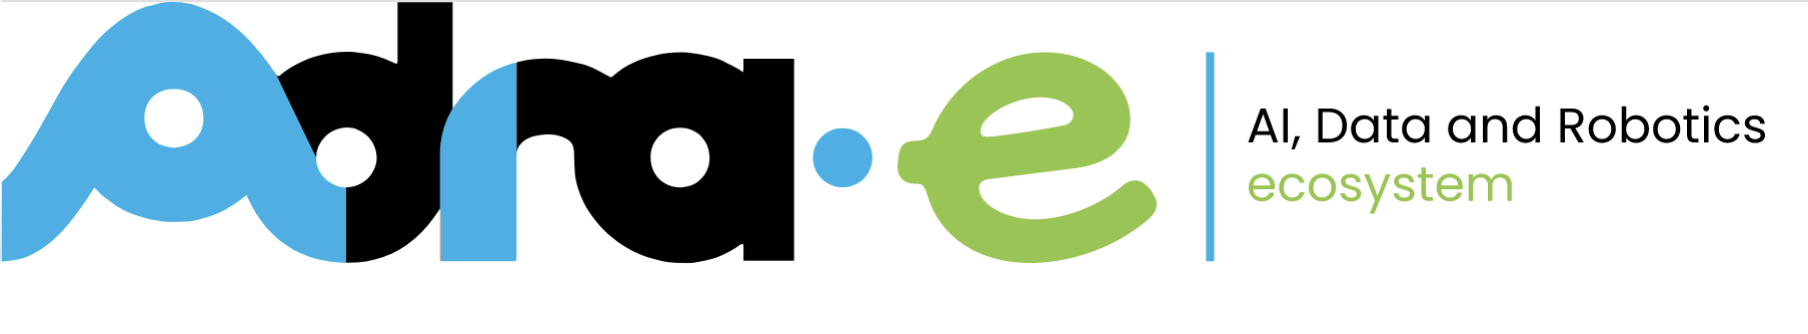 Adra·e
AI, Data and Robotics
ecosystem